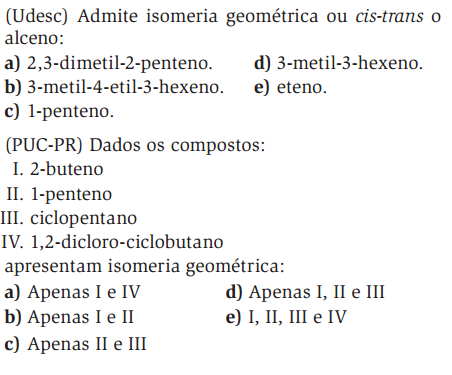 (Udesc) Admite isomeria geométrica ou cis-trans o
alceno:
a) 2,3-dimetil-2-penteno. d) 3-metil-3-hexeno.
b) 3-metil-4-etil-3-hexeno. e) eteno.
c) 1-penteno.
(PUC-PR) Dados os compostos:
I. 2-buteno
II. 1-penteno
III. ciclopentano
IV. 1,2-dicloro-ciclobutano
apresentam isomeria geométrica:
a) Apenas I e IV d) Apenas I, II e III
b) Apenas I e II e) I, II, III e IV
c) Apenas II e III